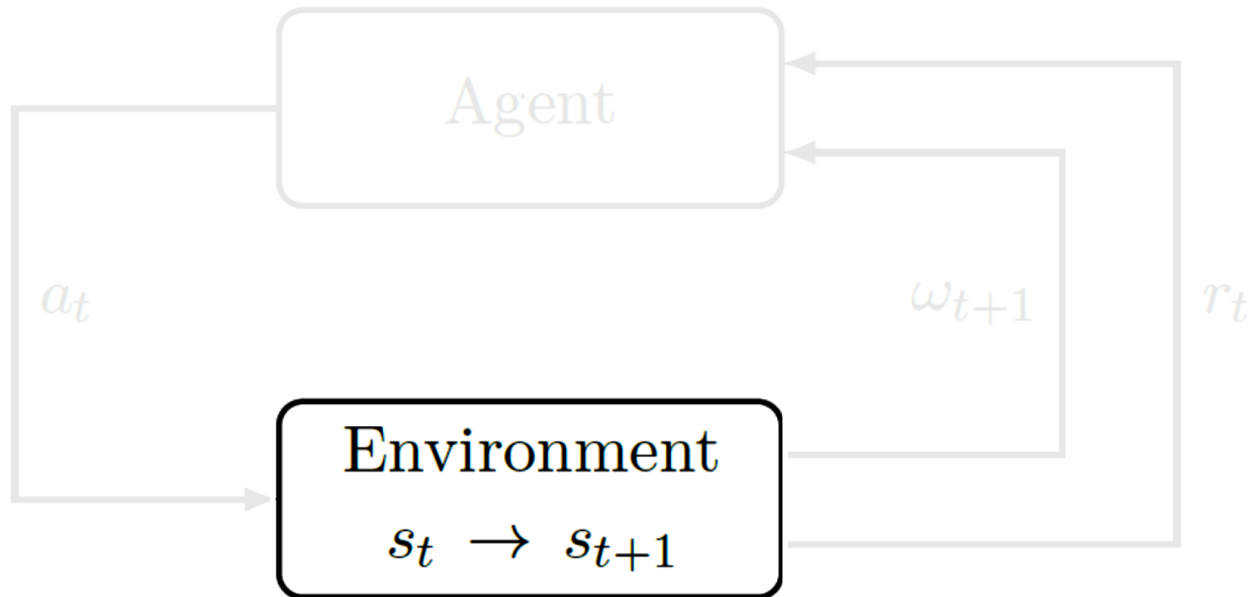 Agent
a_t
ω_{t+1}
r_t
Environment
s_t → s_{t+1}